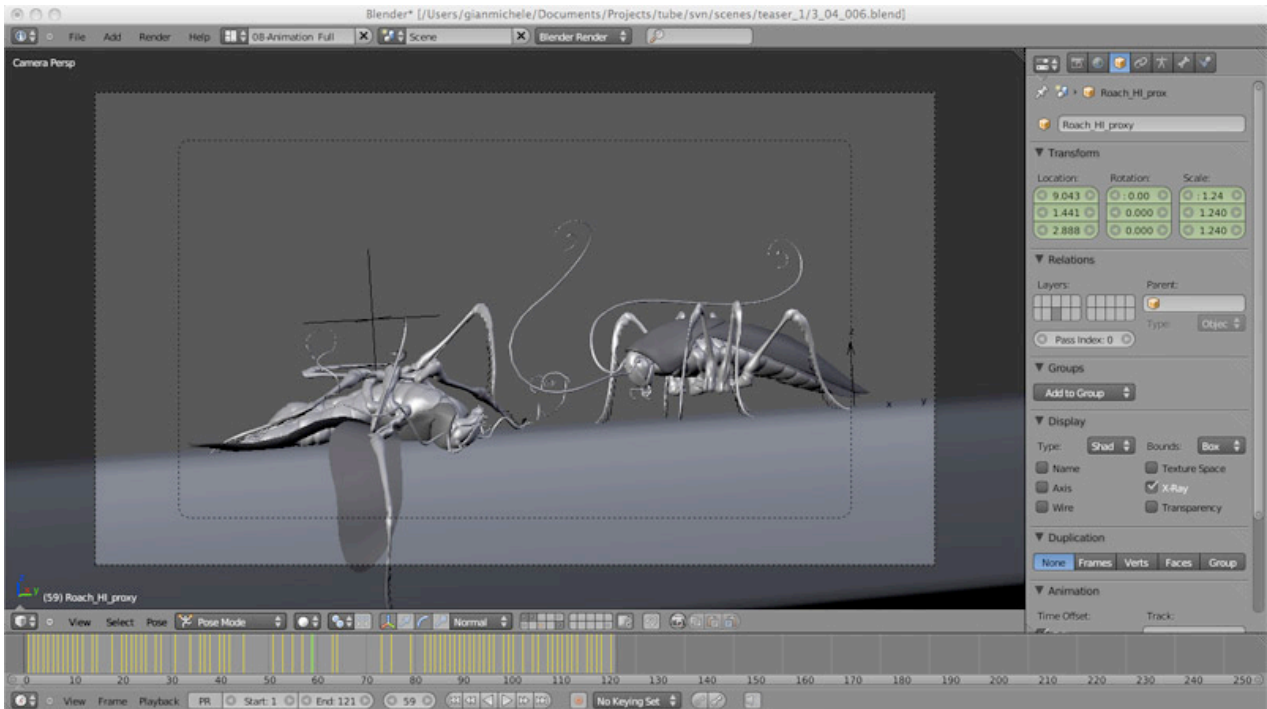 Blender* [/Users/gianmichele/Documents/Projects/tube/svn/scenes/teaser_1/3_04_006.blend]
File Add Render Help 08-Animation Full Scene Blender Render
Camera Persp
Roach_HI_prox
Roach_HI_proxy
Transform
Location: Rotation: Scale:
9.043 : 0.00 : 1.24
1.441 0.000 1.240
2.888 0.000 1.240
Relations
Layers: Parent:
Type: Objec
Pass Index: 0
Groups
Add to Group
Display
Type: Shad Bounds: Box
Name Texture Space
Axis X-Ray
Wire Transparency
Duplication
None Frames Verts Faces Group
Animation
Time Offset: Track:
z
x y
y (59) Roach_HI_proxy
View Select Pose Pose Mode Normal
0 10 20 30 40 50 60 70 80 90 100 110 120 130 140 150 160 170 180 190 200 210 220 230 240 250
View Frame Playback PR Start: 1 End: 121 59 No Keying Set